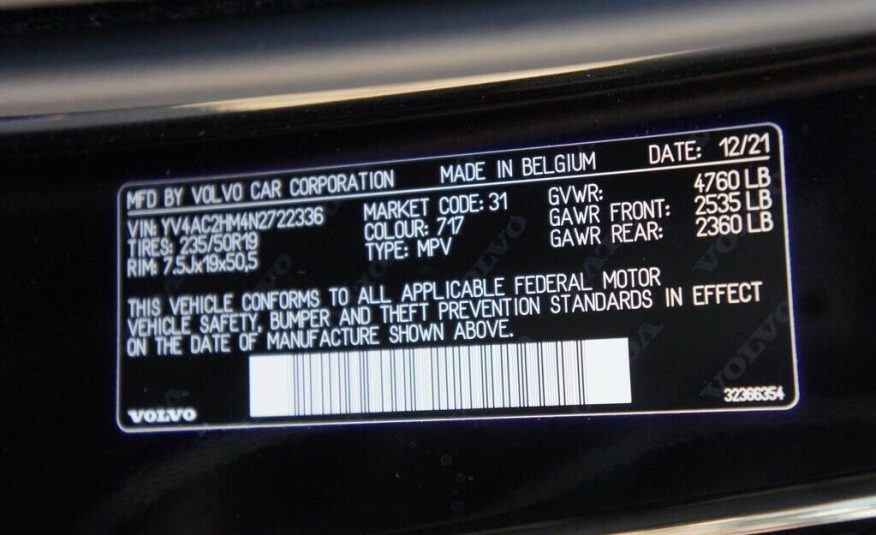 MFD BY VOLVO CAR CORPORATION MADE IN BELGIUM DATE: 12/21
VIN: YV4AC2HM4N2722336 MARKET CODE: 31 GVWR: 4760 LB
TIRES: 235/50R19 COLOUR: 717 GAWR FRONT: 2535 LB
RIM: 7.5Jx19x50,5 TYPE: MPV GAWR REAR: 2360 LB
THIS VEHICLE CONFORMS TO ALL APPLICABLE FEDERAL MOTOR
VEHICLE SAFETY, BUMPER AND THEFT PREVENTION STANDARDS IN EFFECT
ON THE DATE OF MANUFACTURE SHOWN ABOVE.
VOLVO 32366354